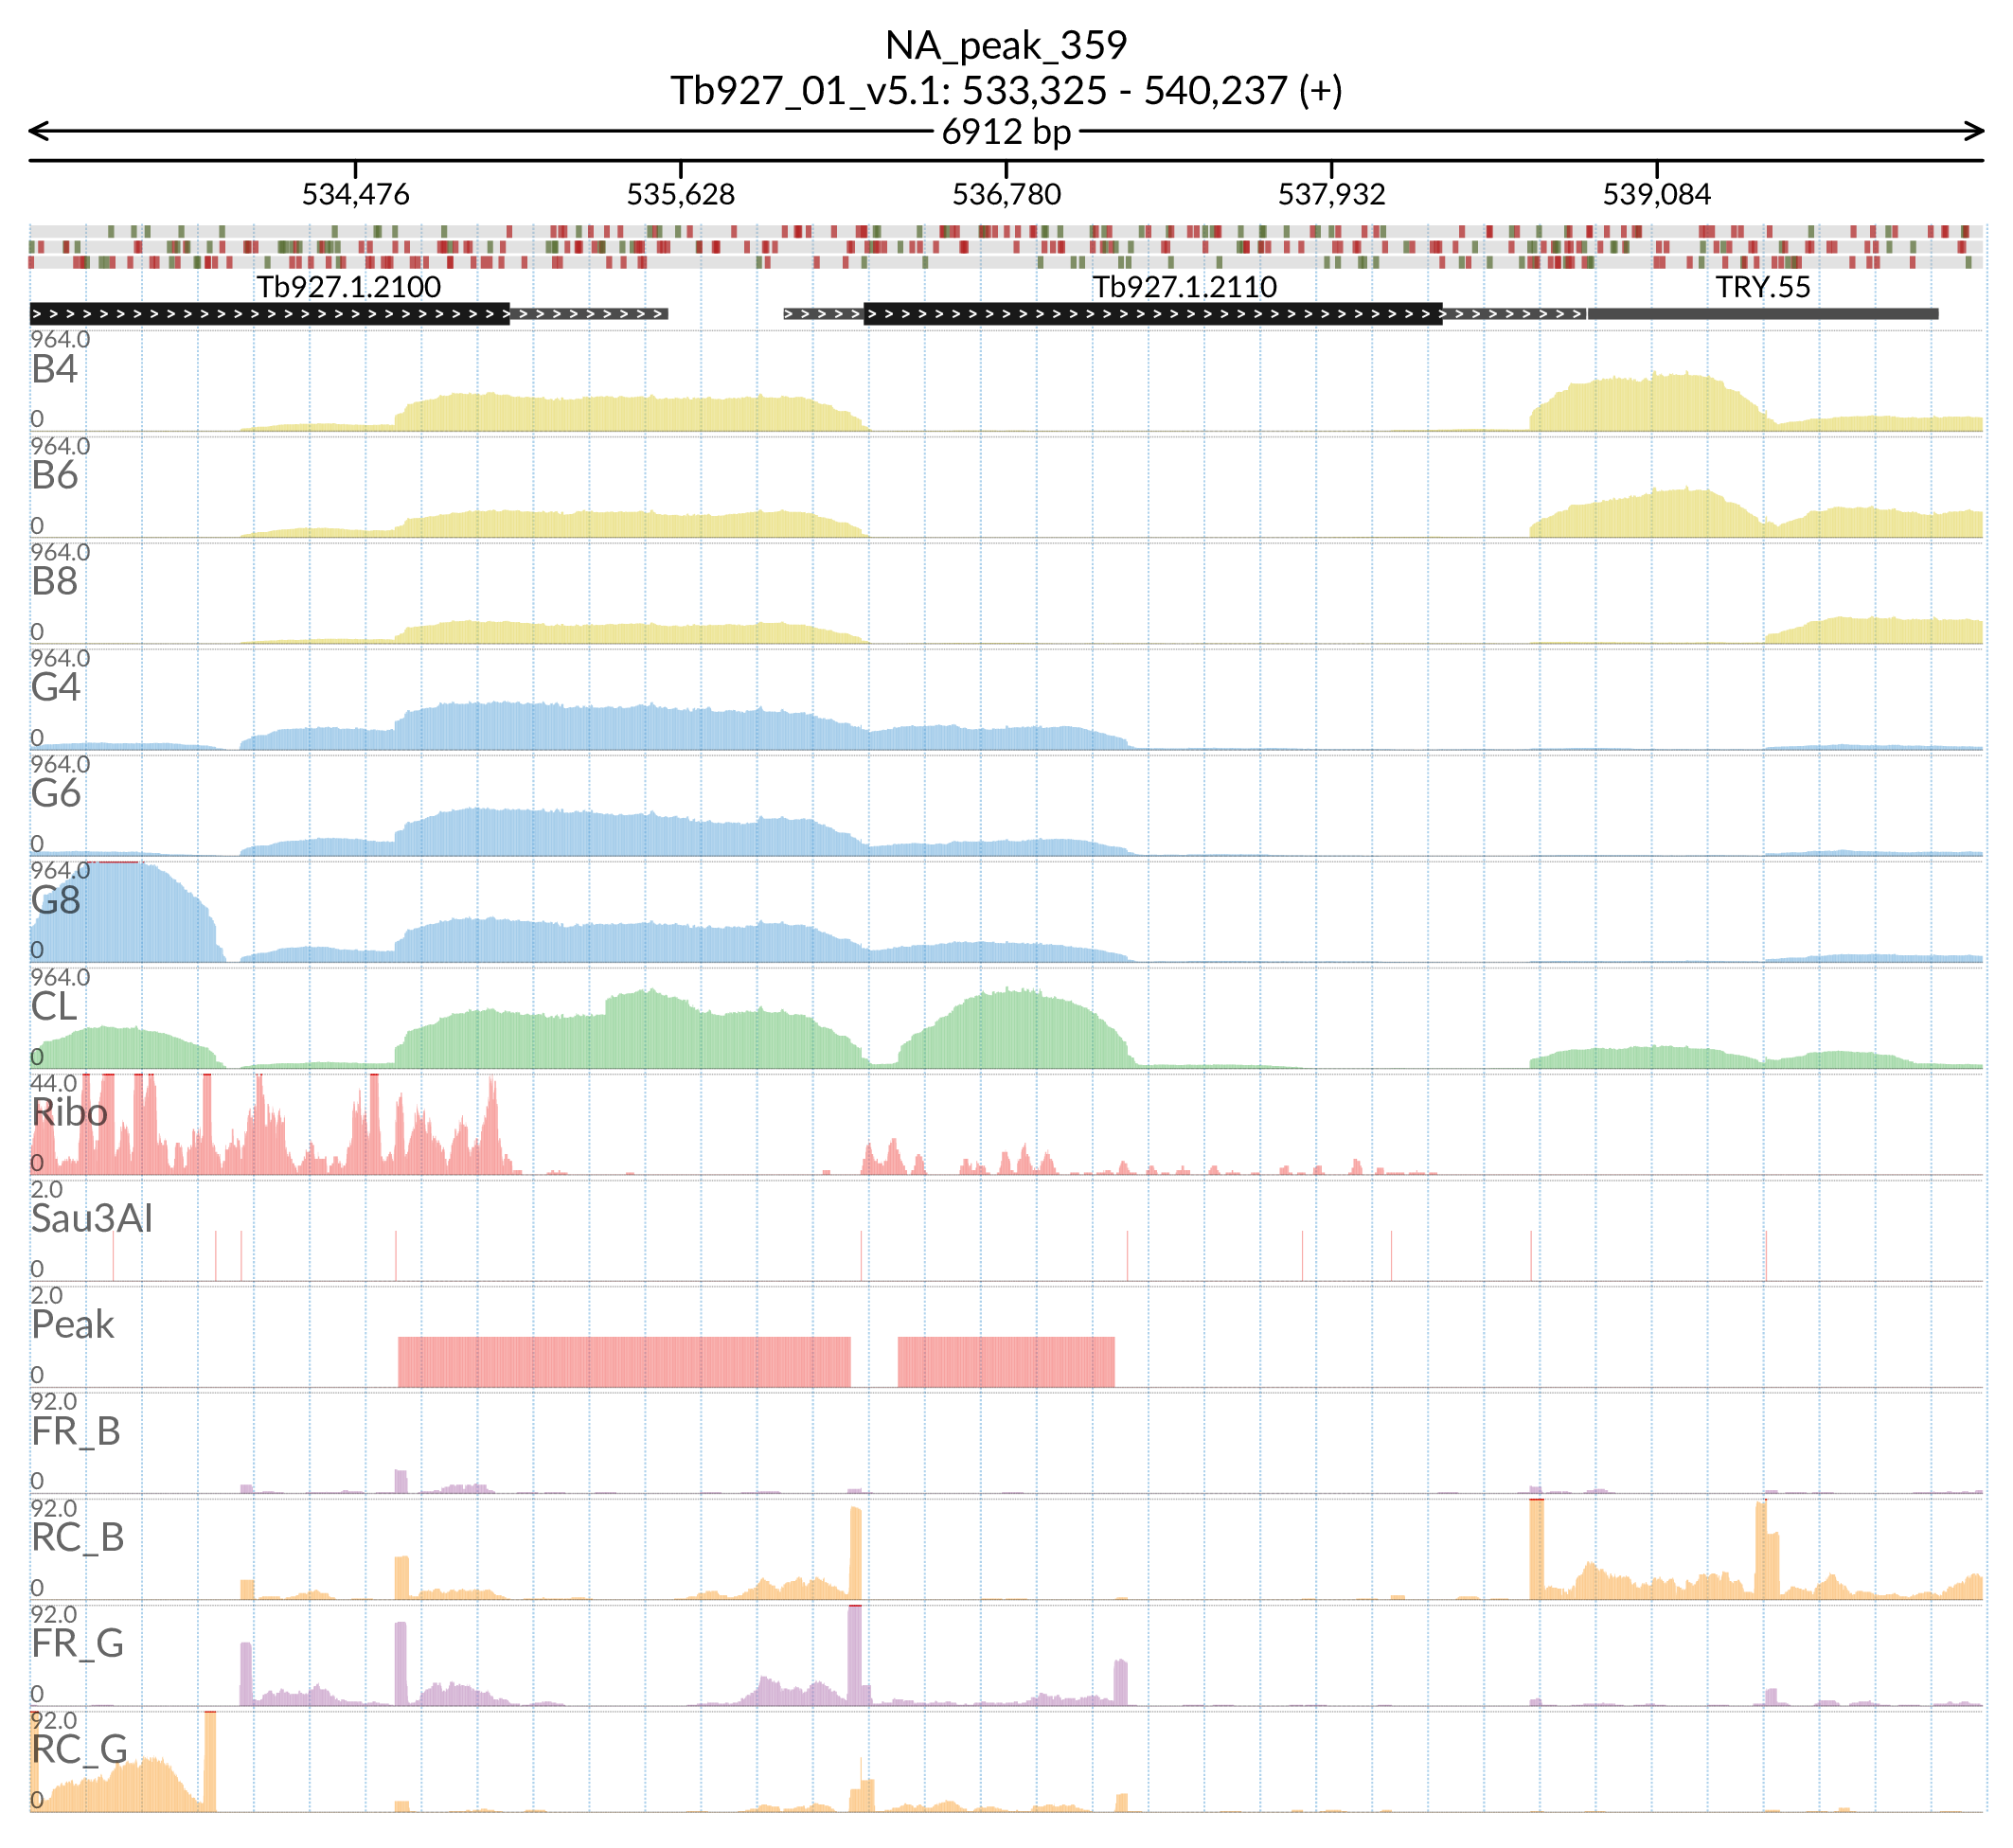 NA_peak_359
Tb927_01_v5.1: 533,325 - 540,237 (+)
6912 bp
534,476 535,628 536,780 537,932 539,084
Tb927.1.2100 Tb927.1.2110 TRY.55
964.0
B4
0
964.0
B6
0
964.0
B8
0
964.0
G4
0
964.0
G6
0
964.0
G8
0
964.0
CL
0
44.0
Ribo
0
2.0
Sau3AI
0
2.0
Peak
0
92.0
FR_B
0
92.0
RC_B
0
92.0
FR_G
0
92.0
RC_G
0